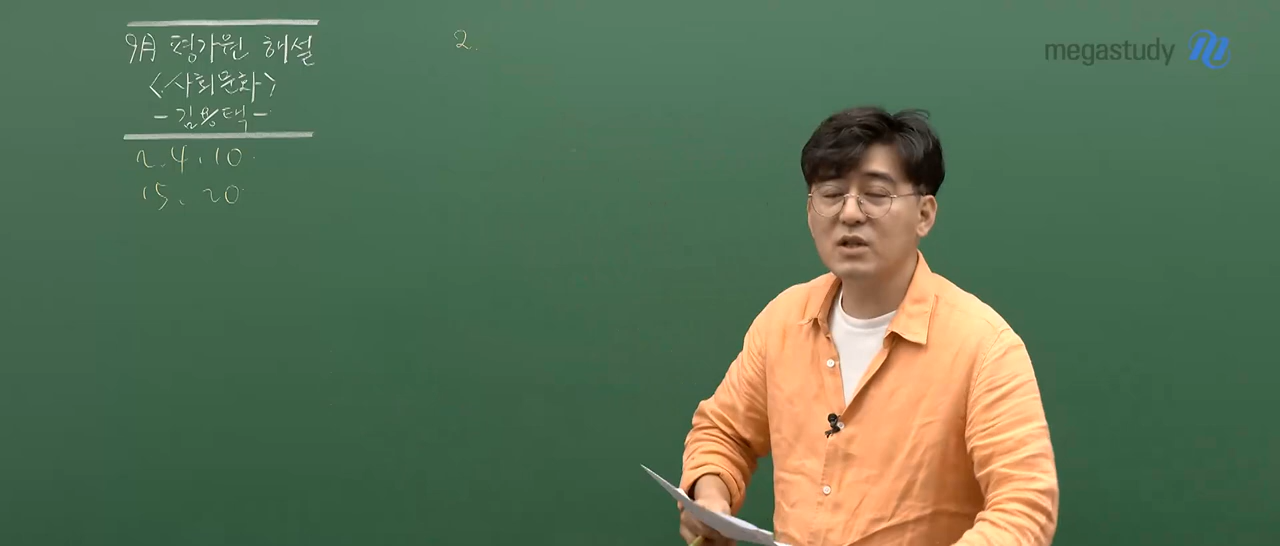 9月 평가원 해설
<사회문화>
-김용택-
2, 4, 10.
15, 20
2.
megastudy